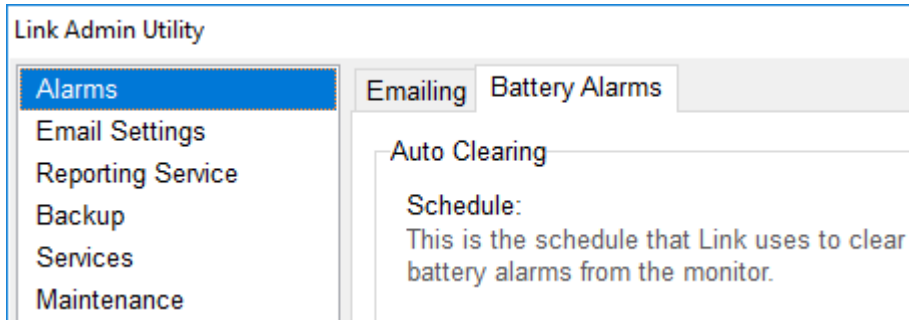 Link Admin Utility
Alarms
Email Settings
Reporting Service
Backup
Services
Maintenance
Emailing
Battery Alarms
Auto Clearing
Schedule:
This is the schedule that Link uses to clear
battery alarms from the monitor.